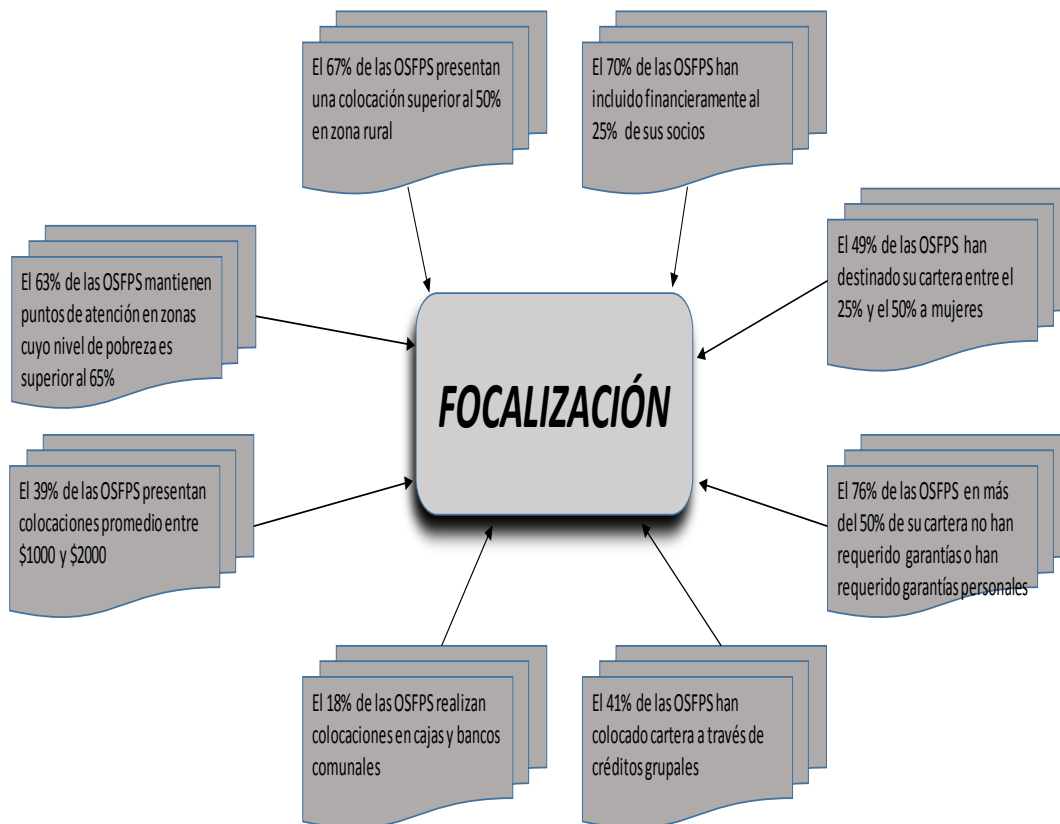 El 67% de las OSFPS presentan
una colocación superior al 50%
en zona rural
El 70% de las OSFPS han
incluido financieramente al
25% de sus socios
El 63% de las OSFPS mantienen
puntos de atención en zonas
cuyo nivel de pobreza es
superior al 65%
El 49% de las OSFPS han
destinado su cartera entre el
25% y el 50% a mujeres
FOCALIZACIÓN
El 39% de las OSFPS presentan
colocaciones promedio entre
$1000 y $2000
El 76% de las OSFPS en más
del 50% de su cartera no han
requerido garantías o han
requerido garantías personales
El 18% de las OSFPS realizan
colocaciones en cajas y bancos
comunales
El 41% de las OSFPS han
colocado cartera a través de
créditos grupales